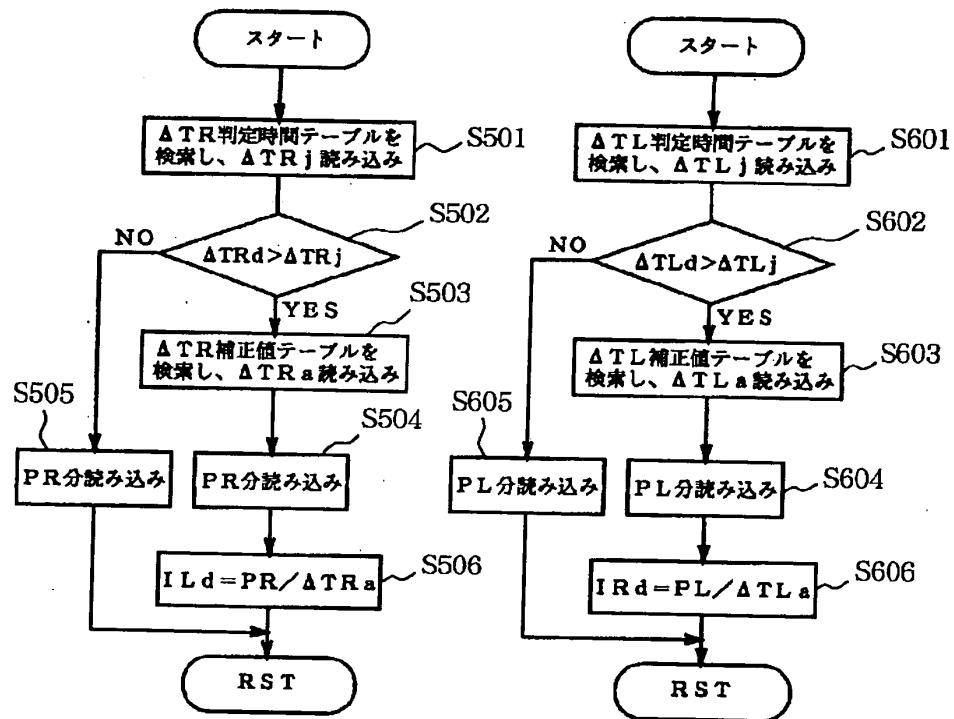 スタート
ΔTR判定時間テーブルを
検索し、ΔTRj読み込み
S501
S502
ΔTRd>ΔTRj
NO
YES
S503
ΔTR補正値テーブルを
検索し、ΔTRa読み込み
S505
S504
PR分読み込み
PR分読み込み
ILd=PR/ΔTRa
S506
RST
スタート
ΔTL判定時間テーブルを
検索し、ΔTLj読み込み
S601
S602
ΔTLd>ΔTLj
NO
YES
S603
ΔTL補正値テーブルを
検索し、ΔTLa読み込み
S605
PL分読み込み
PL分読み込み
S604
IRd=PL/ΔTLa
S606
RST